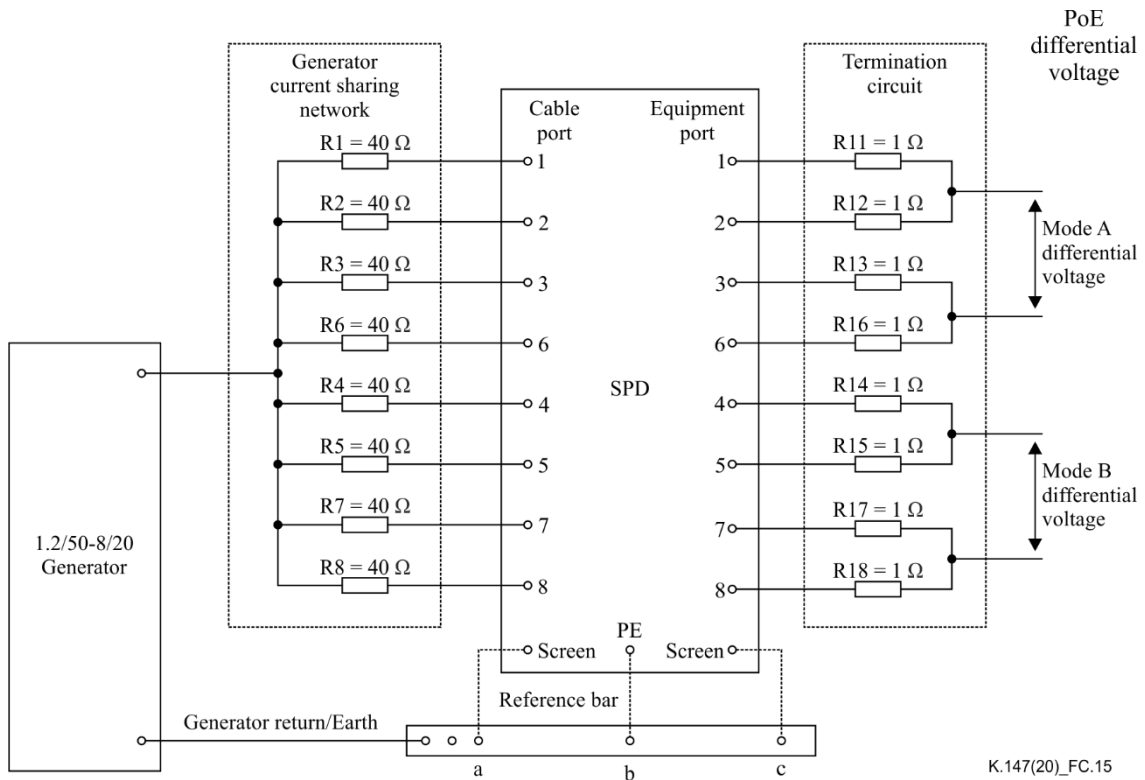 PoE
differential
voltage
Generator
current sharing
network
Termination
circuit
Cable
port
Equipment
port
R1 = 40 Ω
1
1
R11 = 1 Ω
R2 = 40 Ω
2
2
R12 = 1 Ω
R3 = 40 Ω
3
3
R13 = 1 Ω
Mode A
differential
voltage
R6 = 40 Ω
6
6
R16 = 1 Ω
SPD
R4 = 40 Ω
4
4
R14 = 1 Ω
R5 = 40 Ω
5
5
R15 = 1 Ω
Mode B
differential
voltage
R7 = 40 Ω
7
7
R17 = 1 Ω
1.2/50-8/20
Generator
R8 = 40 Ω
8
8
R18 = 1 Ω
PE
Screen
Screen
Reference bar
Generator return/Earth
a
b
c
K.147(20)_FC.15